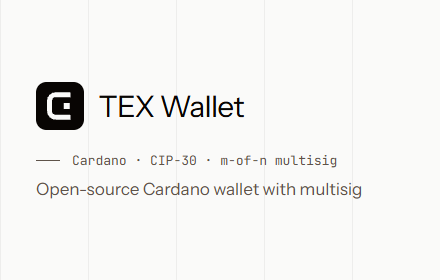 TEX Wallet
Cardano · CIP-30 · m-of-n multisig
Open-source Cardano wallet with multisig